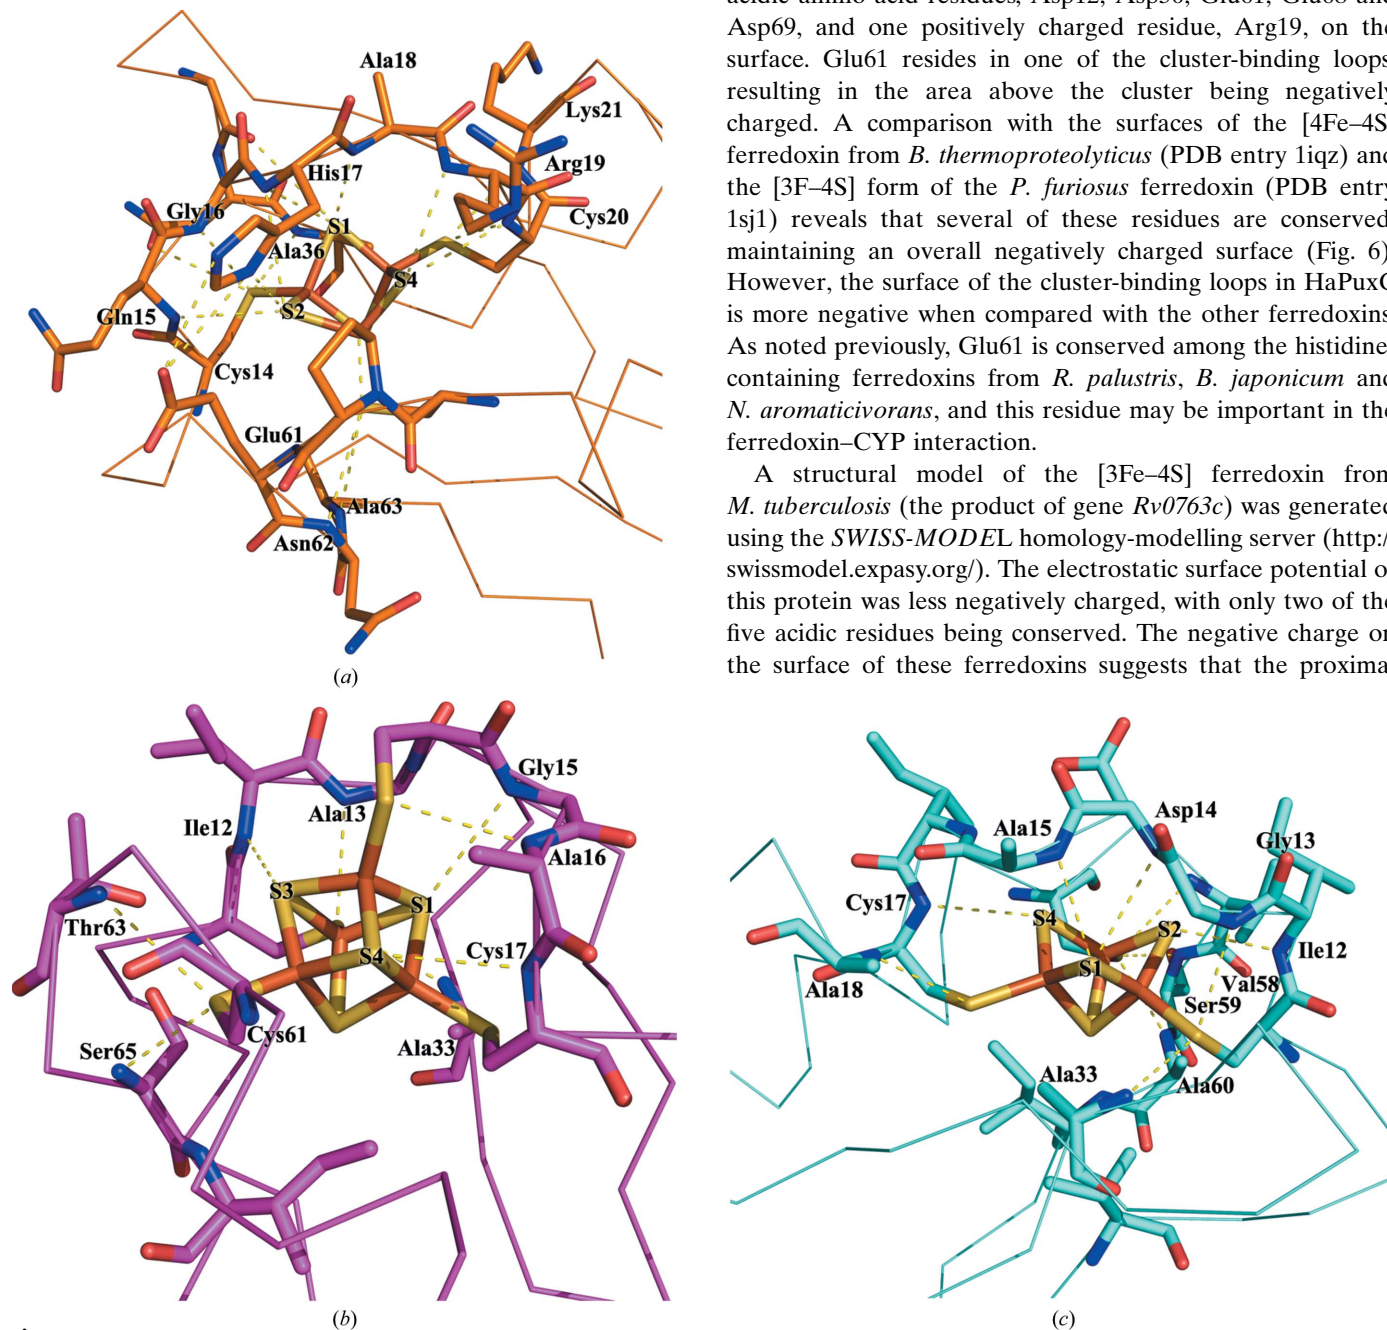 acidic amino acid residues, Asp12, Asp56, Glu61, Glu68 and
Asp69, and one positively charged residue, Arg19, on the
surface. Glu61 resides in one of the cluster-binding loops
resulting in the area above the cluster being negatively
charged. A comparison with the surfaces of the [4Fe–4S
ferredoxin from B. thermoproteolyticus (PDB entry 1iqz) and
the [3F–4S] form of the P. furiosus ferredoxin (PDB entry
1sj1) reveals that several of these residues are conserved
maintaining an overall negatively charged surface (Fig. 6)
However, the surface of the cluster-binding loops in HaPuxC
is more negative when compared with the other ferredoxins
As noted previously, Glu61 is conserved among the histidine
containing ferredoxins from R. palustris, B. japonicum and
N. aromaticivorans, and this residue may be important in the
ferredoxin–CYP interaction.
A structural model of the [3Fe–4S] ferredoxin from
M. tuberculosis (the product of gene Rv0763c) was generated
using the SWISS-MODEL homology-modelling server (http:/
swissmodel.expasy.org/). The electrostatic surface potential of
this protein was less negatively charged, with only two of the
five acidic residues being conserved. The negative charge on
the surface of these ferredoxins suggests that the proxima
Ala18
Lys21
Arg19
His17
Gly16
Cys20
S1
Ala36
S4
S2
Gln15
Cys14
Glu61
Ala63
Asn62
(a)
Gly15
Ala13
Ile12
Ala16
S3
S1
Thr63
Cys17
S4
Cys61
Ser65
Ala33
(b)
Asp14
Ala15
Gly13
Cys17
S4
S2
Ile12
S1
Val58
Ala18
Ser59
Ala33
Ala60
(c)